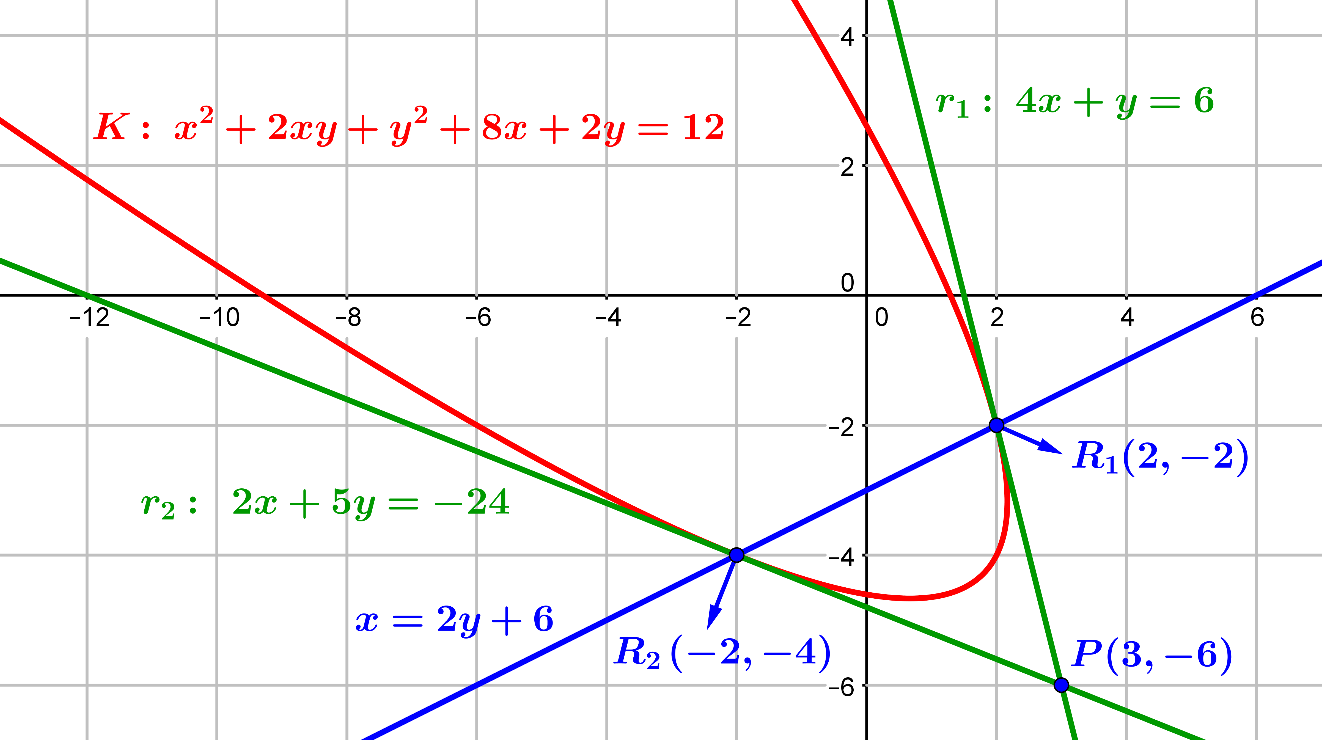 4
r₁ : 4x + y = 6
K : x² + 2xy + y² + 8x + 2y = 12
2
0
−12 −10 −8 −6 −4 −2 0 2 4 6
−2
R₁(2, −2)
r₂ : 2x + 5y = −24
−4
x = 2y + 6
R₂ (−2, −4)
P(3, −6)
−6